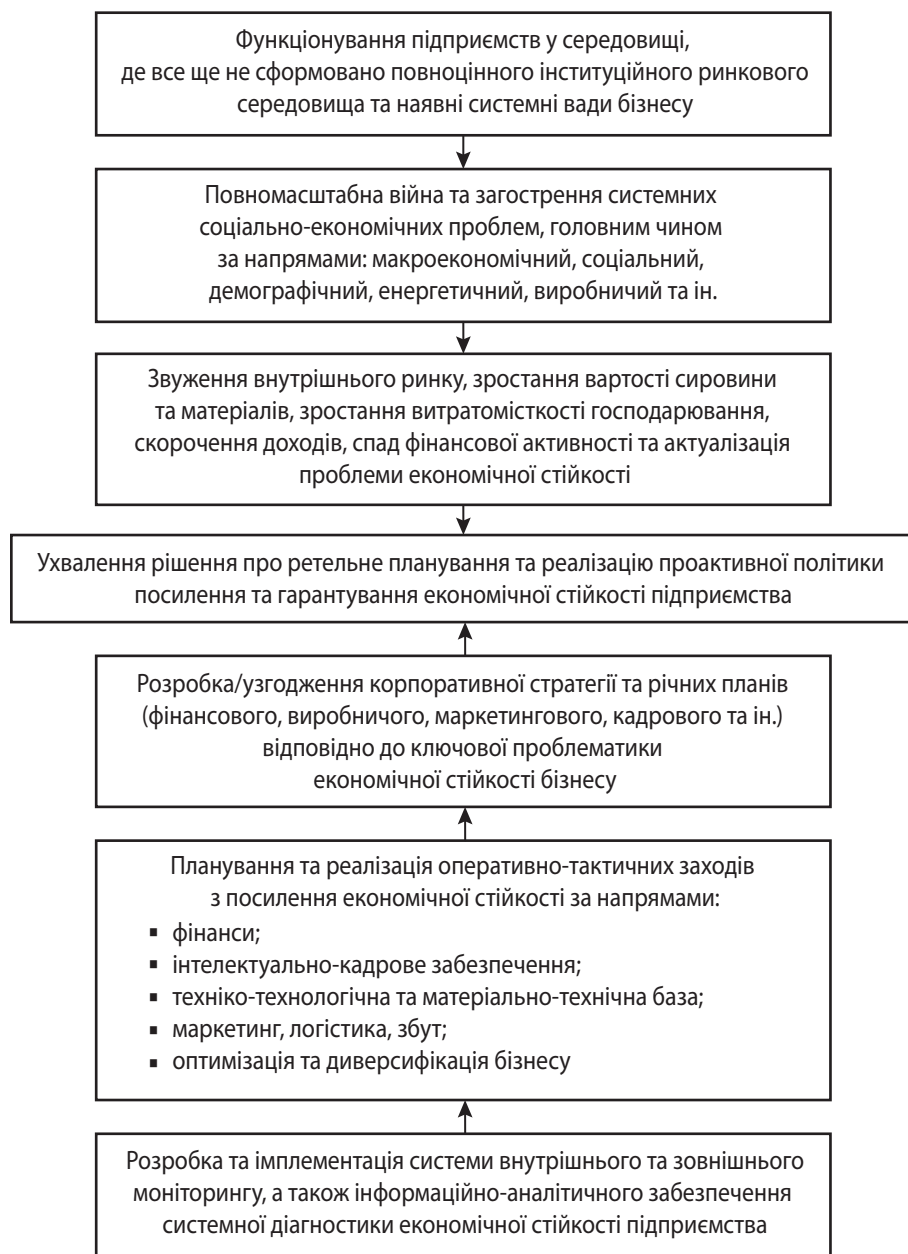 Функціонування підприємств у середовищі,
де все ще не сформовано повноцінного інституційного ринкового
середовища та наявні системні вади бізнесу
Повномасштабна війна та загострення системних
соціально-економічних проблем, головним чином
за напрямами: макроекономічний, соціальний,
демографічний, енергетичний, виробничий та ін.
Звуження внутрішнього ринку, зростання вартості сировини
та матеріалів, зростання витратомісткості господарювання,
скорочення доходів, спад фінансової активності та актуалізація
проблеми економічної стійкості
Ухвалення рішення про ретельне планування та реалізацію проактивної політики
посилення та гарантування економічної стійкості підприємства
Розробка/узгодження корпоративної стратегії та річних планів
(фінансового, виробничого, маркетингового, кадрового та ін.)
відповідно до ключової проблематики
економічної стійкості бізнесу
Планування та реалізація оперативно-тактичних заходів
з посилення економічної стійкості за напрямами:
▪ фінанси;
▪ інтелектуально-кадрове забезпечення;
▪ техніко-технологічна та матеріально-технічна база;
▪ маркетинг, логістика, збут;
▪ оптимізація та диверсифікація бізнесу
Розробка та імплементація системи внутрішнього та зовнішнього
моніторингу, а також інформаційно-аналітичного забезпечення
системної діагностики економічної стійкості підприємства